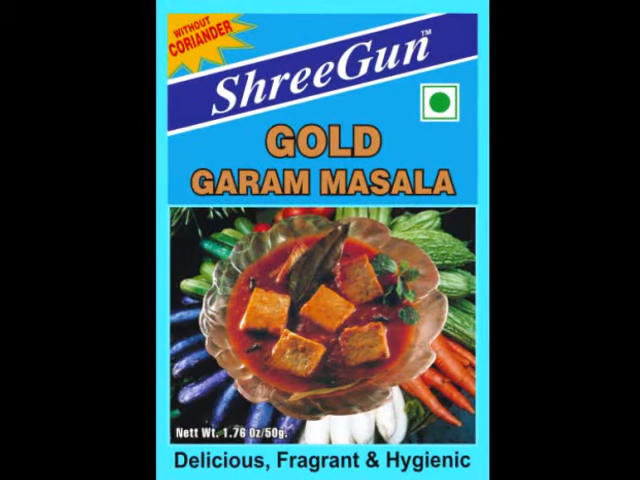 WITHOUT
CORIANDER
ShreeGun™
GOLD
GARAM MASALA
Nett Wt. 1.76 Oz/50g.
Delicious, Fragrant & Hygienic